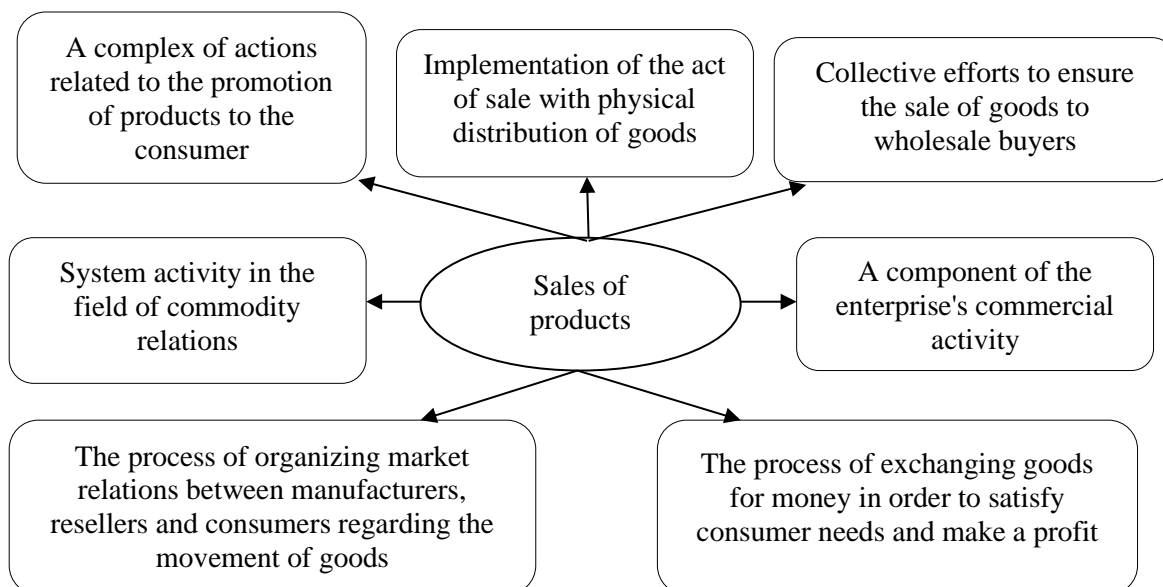 A complex of actions
related to the promotion
of products to the
consumer
Implementation of the act
of sale with physical
distribution of goods
Collective efforts to ensure
the sale of goods to
wholesale buyers
System activity in the
field of commodity
relations
Sales of
products
A component of the
enterprise's commercial
activity
The process of organizing market
relations between manufacturers,
resellers and consumers regarding the
movement of goods
The process of exchanging goods
for money in order to satisfy
consumer needs and make a profit